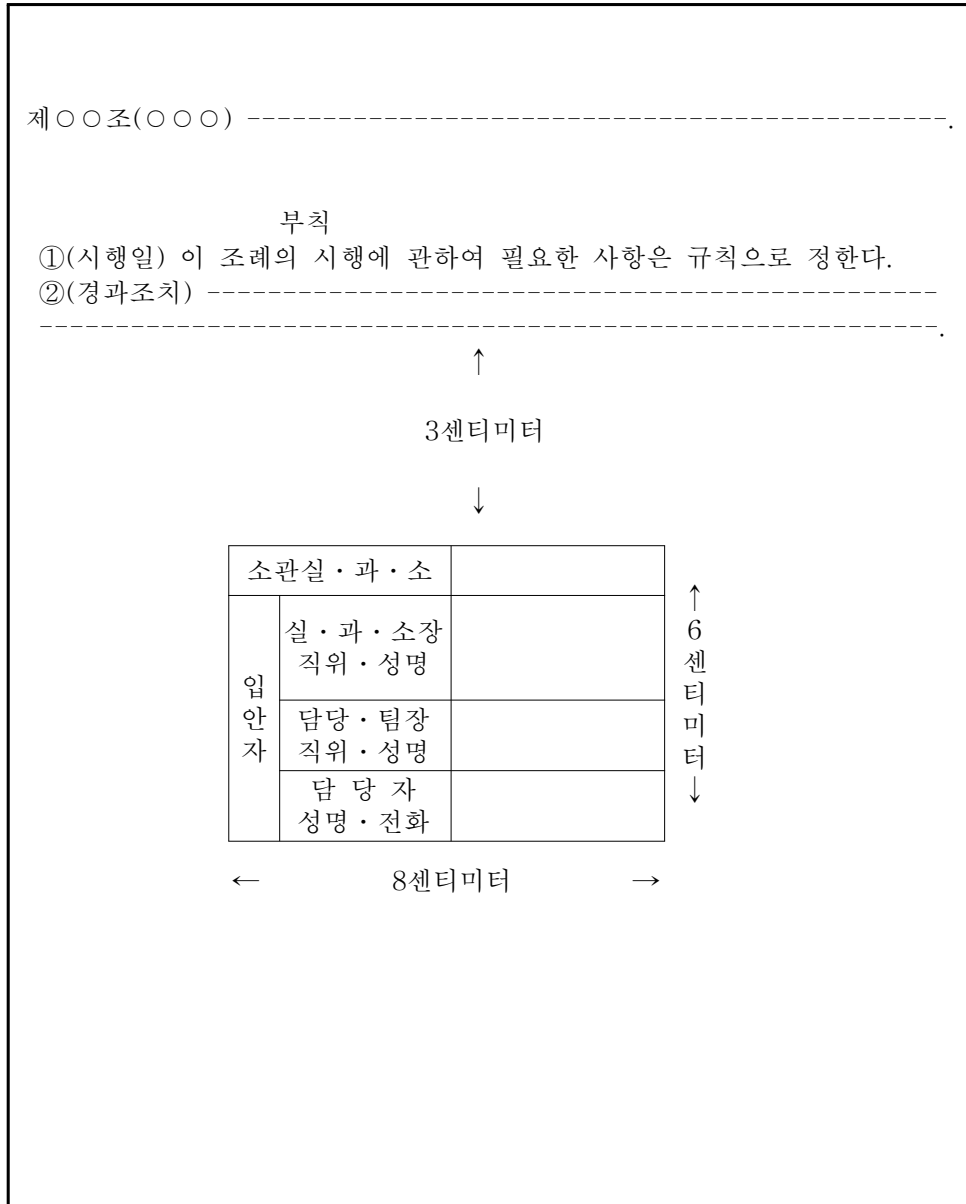 제○○조(○○○) ----------------------------------------------.
부칙
①(시행일) 이 조례의 시행에 관하여 필요한 사항은 규칙으로 정한다.
②(경과조치) ------------------------------------------------
-----------------------------------------------------------.
↑
3센티미터
↓
소관실·과·소
입안자
실·과·소장
직위·성명
담당·팀장
직위·성명
담 당 자
성명·전화
↑
6센티미터
↓
← 8센티미터 →